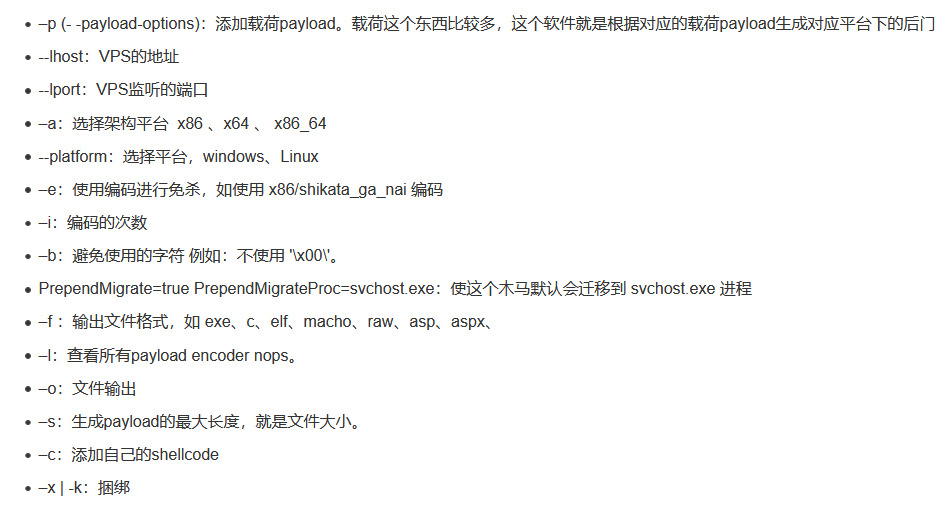 –p (- -payload-options)：添加载荷payload。载荷这个东西比较多，这个软件就是根据对应的载荷payload生成对应平台下的后门
--lhost：VPS的地址
--lport：VPS监听的端口
–a：选择架构平台  x86 、x64 、 x86_64
--platform：选择平台，windows、Linux
–e：使用编码进行免杀，如使用 x86/shikata_ga_nai 编码
–i：编码的次数
–b：避免使用的字符 例如：不使用 '\x00\'。
PrependMigrate=true PrependMigrateProc=svchost.exe：使这个木马默认会迁移到 svchost.exe 进程
–f ：输出文件格式，如 exe、c、elf、macho、raw、asp、aspx、
–l：查看所有payload encoder nops。
–o：文件输出
–s：生成payload的最大长度，就是文件大小。
–c：添加自己的shellcode
–x | -k：捆绑